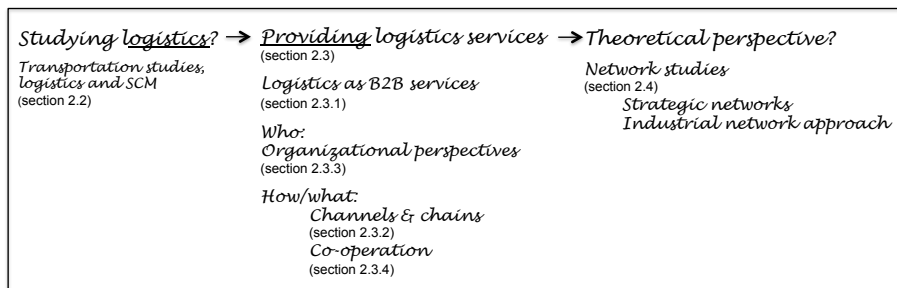 Studying logistics? → Providing logistics services → Theoretical perspective?
Transportation studies,
logistics and SCM
(section 2.2)
(section 2.3)
Logistics as B2B services
(section 2.3.1)
Who:
Organizational perspectives
(section 2.3.3)
How/what:
Channels & chains
(section 2.3.2)
Co-operation
(section 2.3.4)
Network studies
(section 2.4)
Strategic networks
Industrial network approach